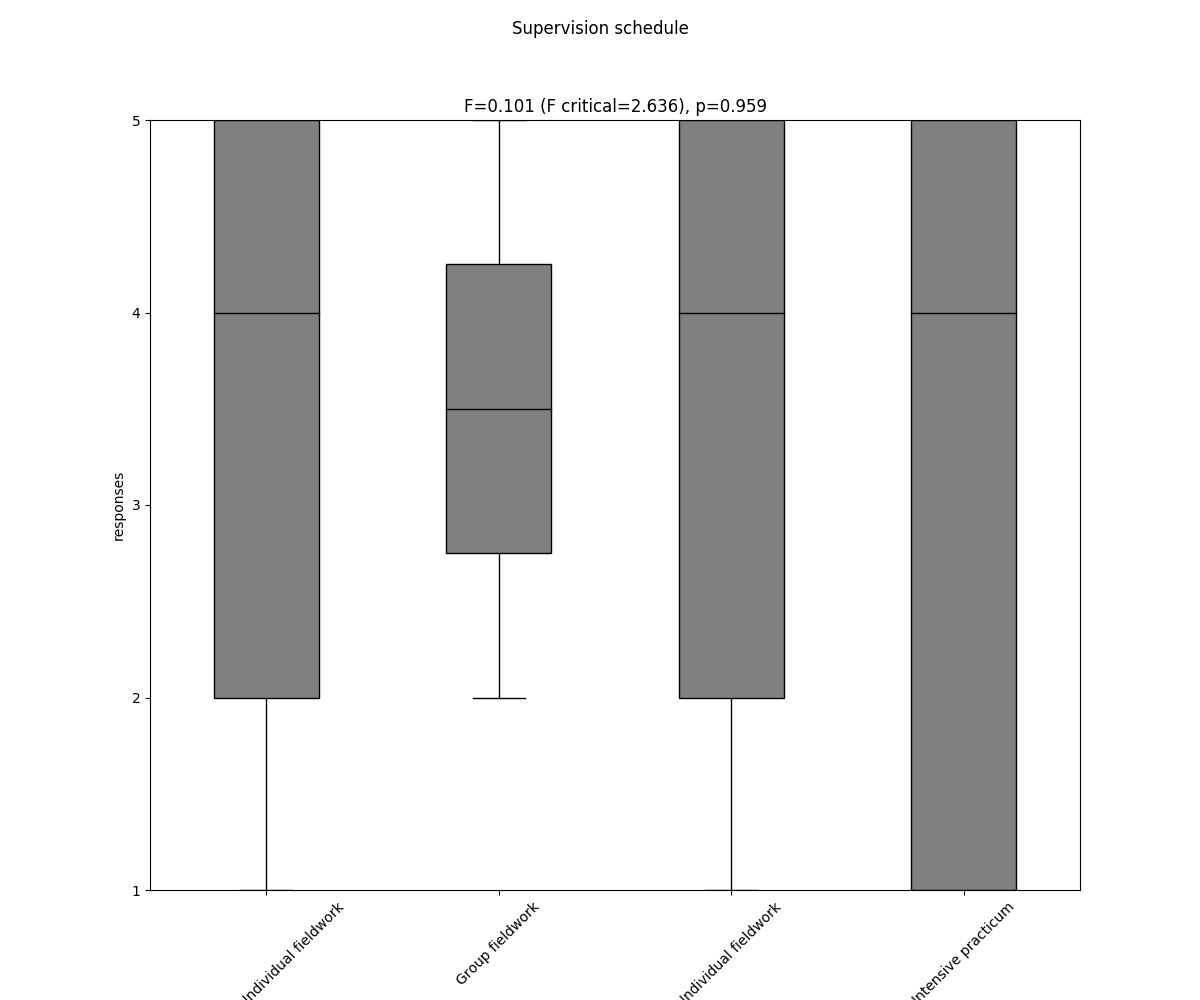 Supervision schedule
F=0.101 (F critical=2.636), p=0.959
5
4
3
2
1
responses
Individual fieldwork
Group fieldwork
Individual fieldwork
Intensive practicum